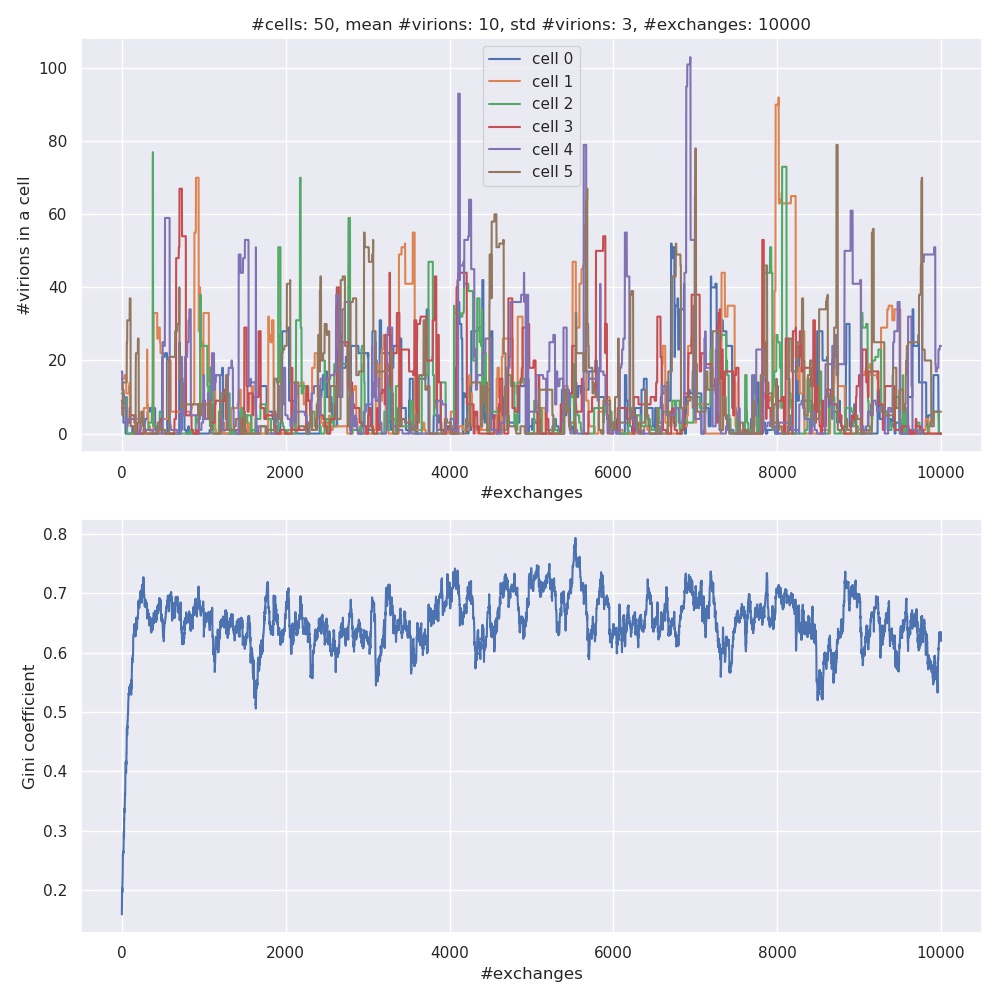 #cells: 50, mean #virions: 10, std #virions: 3, #exchanges: 10000
#virions in a cell
100
80
60
40
20
0
cell 0
cell 1
cell 2
cell 3
cell 4
cell 5
0 2000 4000 6000 8000 10000
#exchanges
Gini coefficient
0.8
0.7
0.6
0.5
0.4
0.3
0.2
0 2000 4000 6000 8000 10000
#exchanges